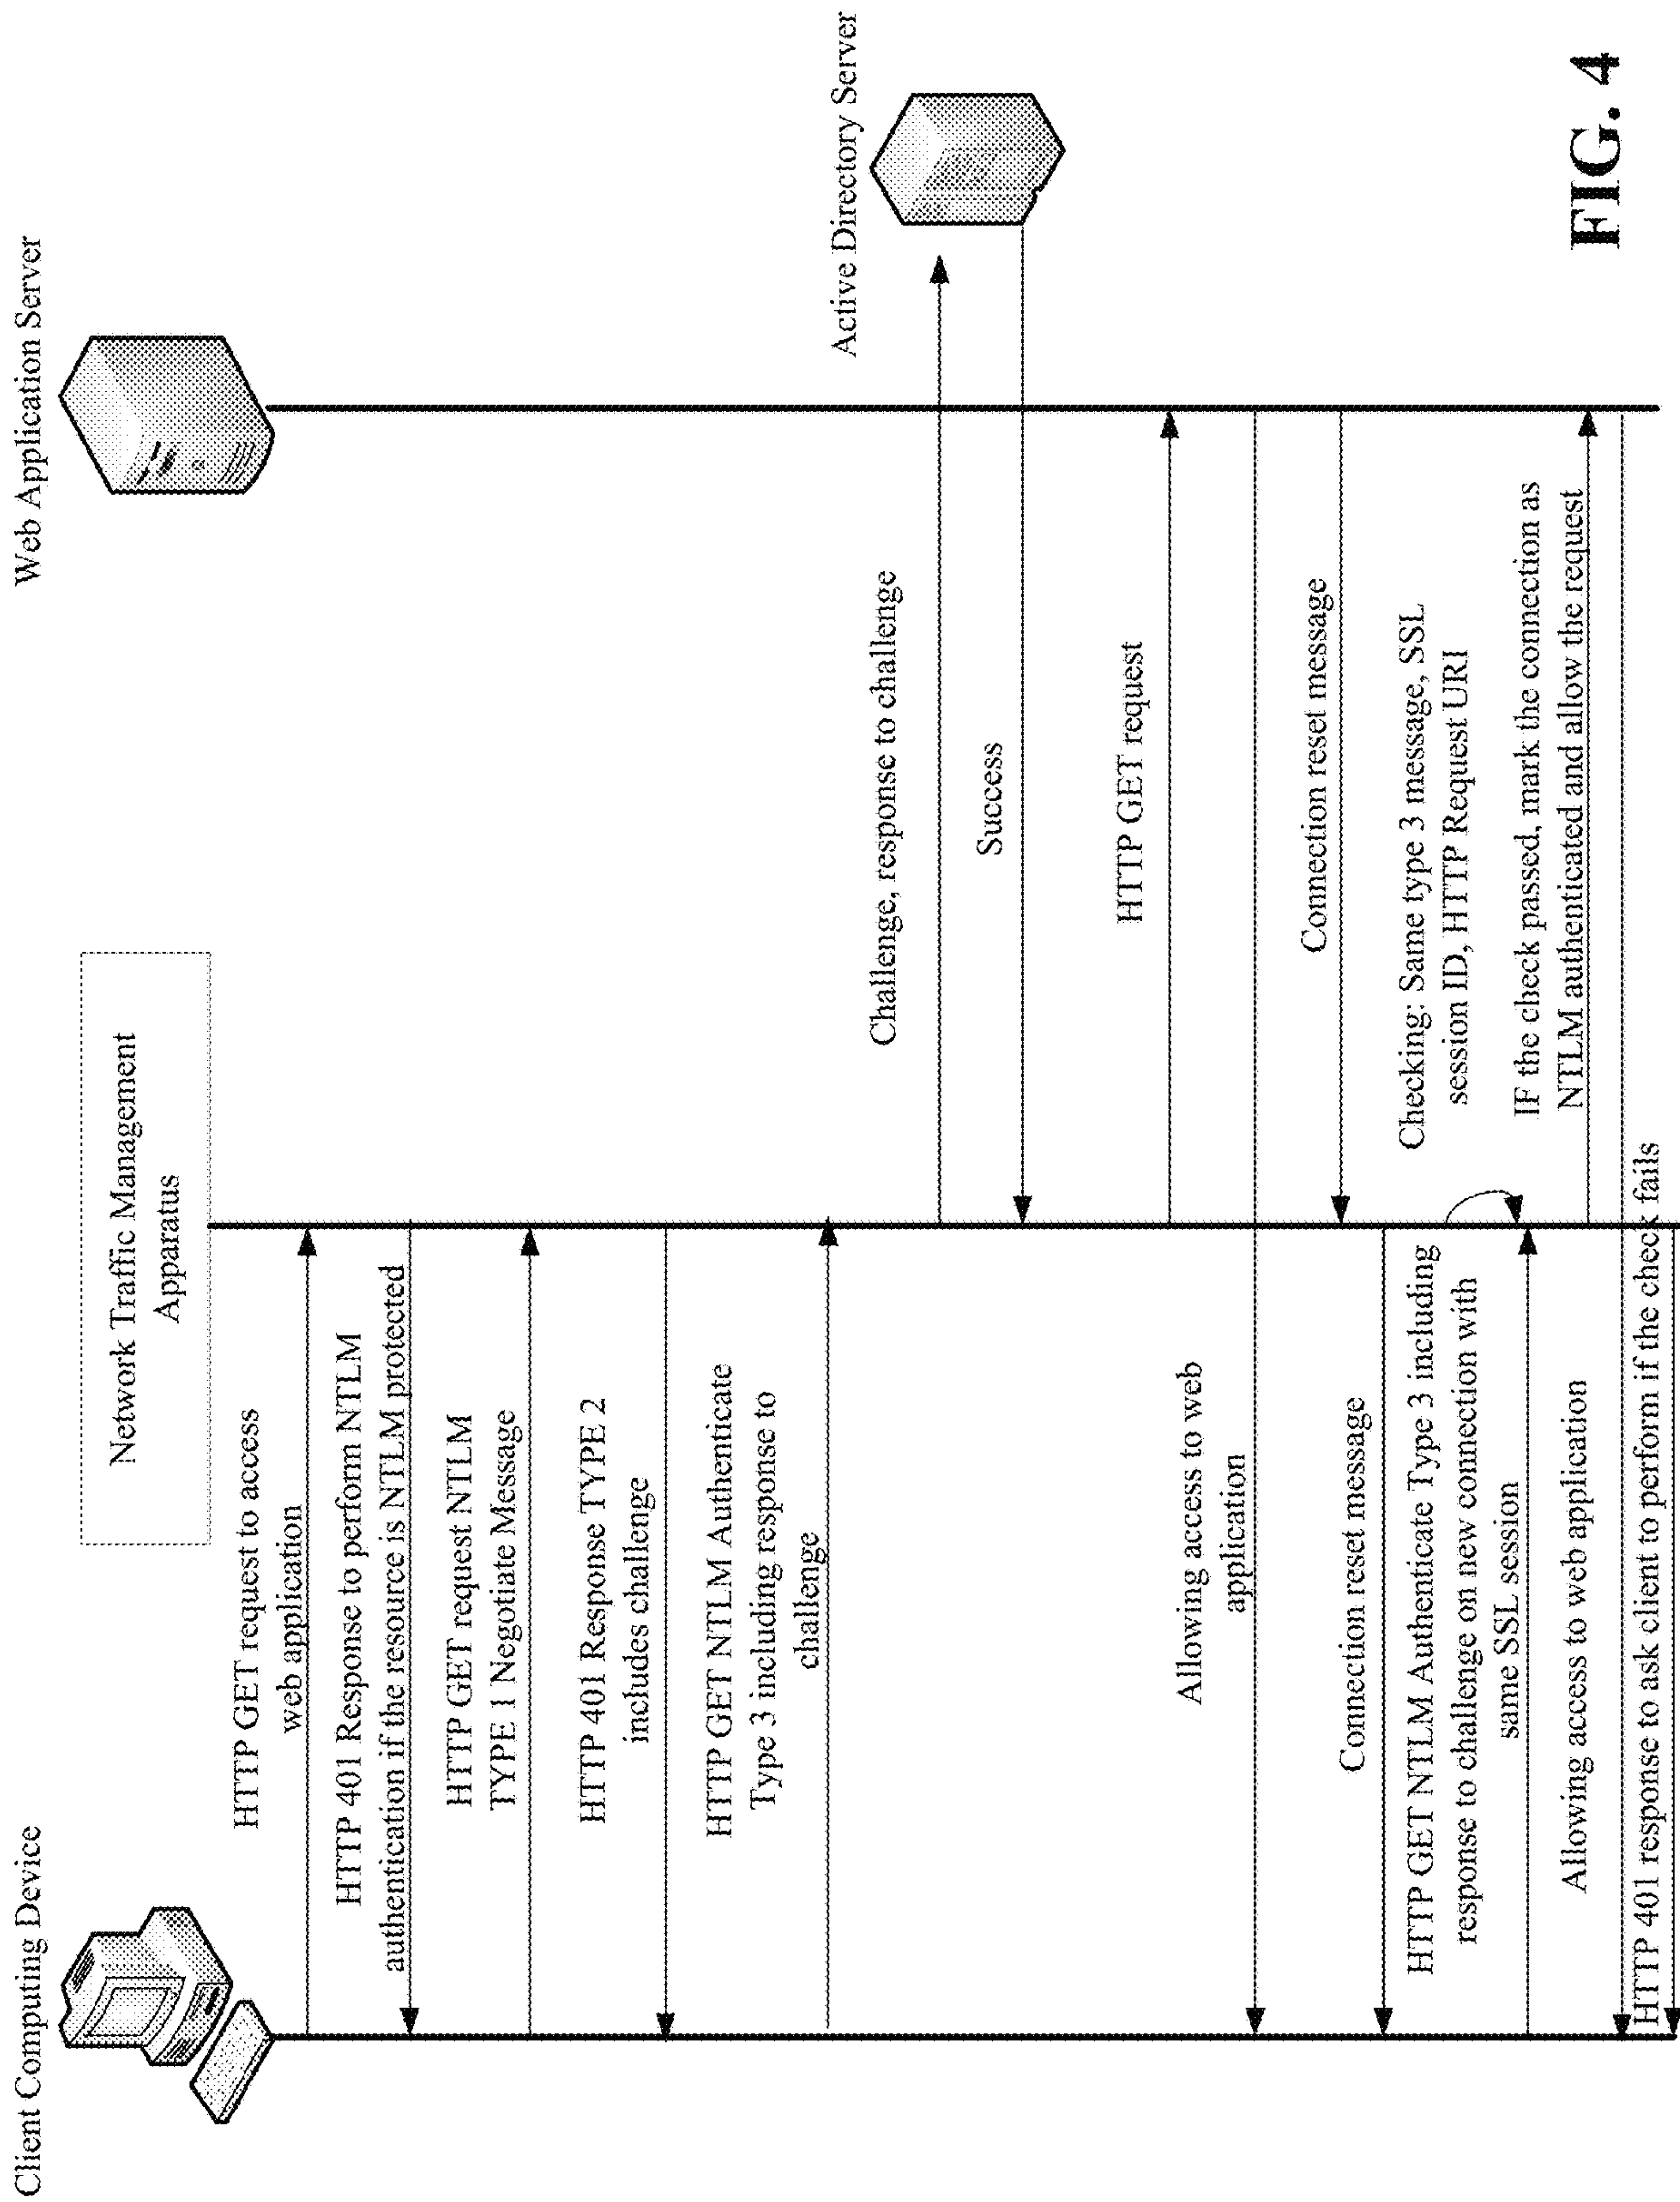 Client Computing Device
Network Traffic Management
Apparatus
Web Application Server
HTTP GET request to access
web application
HTTP 401 Response to perform NTLM
authentication if the resource is NTLM protected
HTTP GET request NTLM
TYPE 1 Negotiate Message
HTTP 401 Response TYPE 2
includes challenge
HTTP GET NTLM Authenticate
Type 3 including response to
challenge
Active Directory Server
Challenge, response to challenge
Success
HTTP GET request
Allowing access to web
application
Connection reset message
Connection reset message
HTTP GET NTLM Authenticate Type 3 including
response to challenge on new connection with
same SSL session
Checking: Same type 3 message, SSL
session ID, HTTP Request URI
IF the check passed, mark the connection as
NTLM authenticated and allow the request
Allowing access to web application
HTTP 401 response to ask client to perform if the check fails
FIG. 4